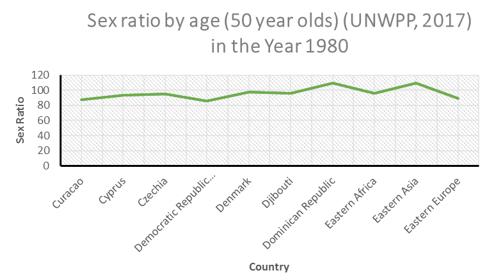 Sex ratio by age (50 year olds) (UNWPP, 2017)
in the Year 1980
120
100
80
60
40
20
0
Sex Ratio
Curacao
Cyprus
Czechia
Democratic Republic...
Denmark
Djibouti
Dominican Republic
Eastern Africa
Eastern Asia
Eastern Europe
Country